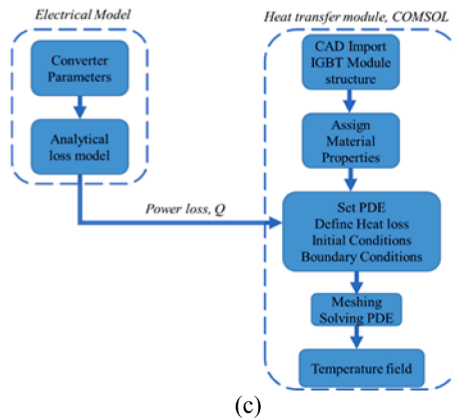 Electrical Model
Converter
Parameters
Analytical
loss model
Power loss, Q
Heat transfer module, COMSOL
CAD Import
IGBT Module
structure
Assign
Material
Properties
Set PDE
Define Heat loss
Initial Conditions
Boundary Conditions
Meshing
Solving PDE
Temperature field
(c)